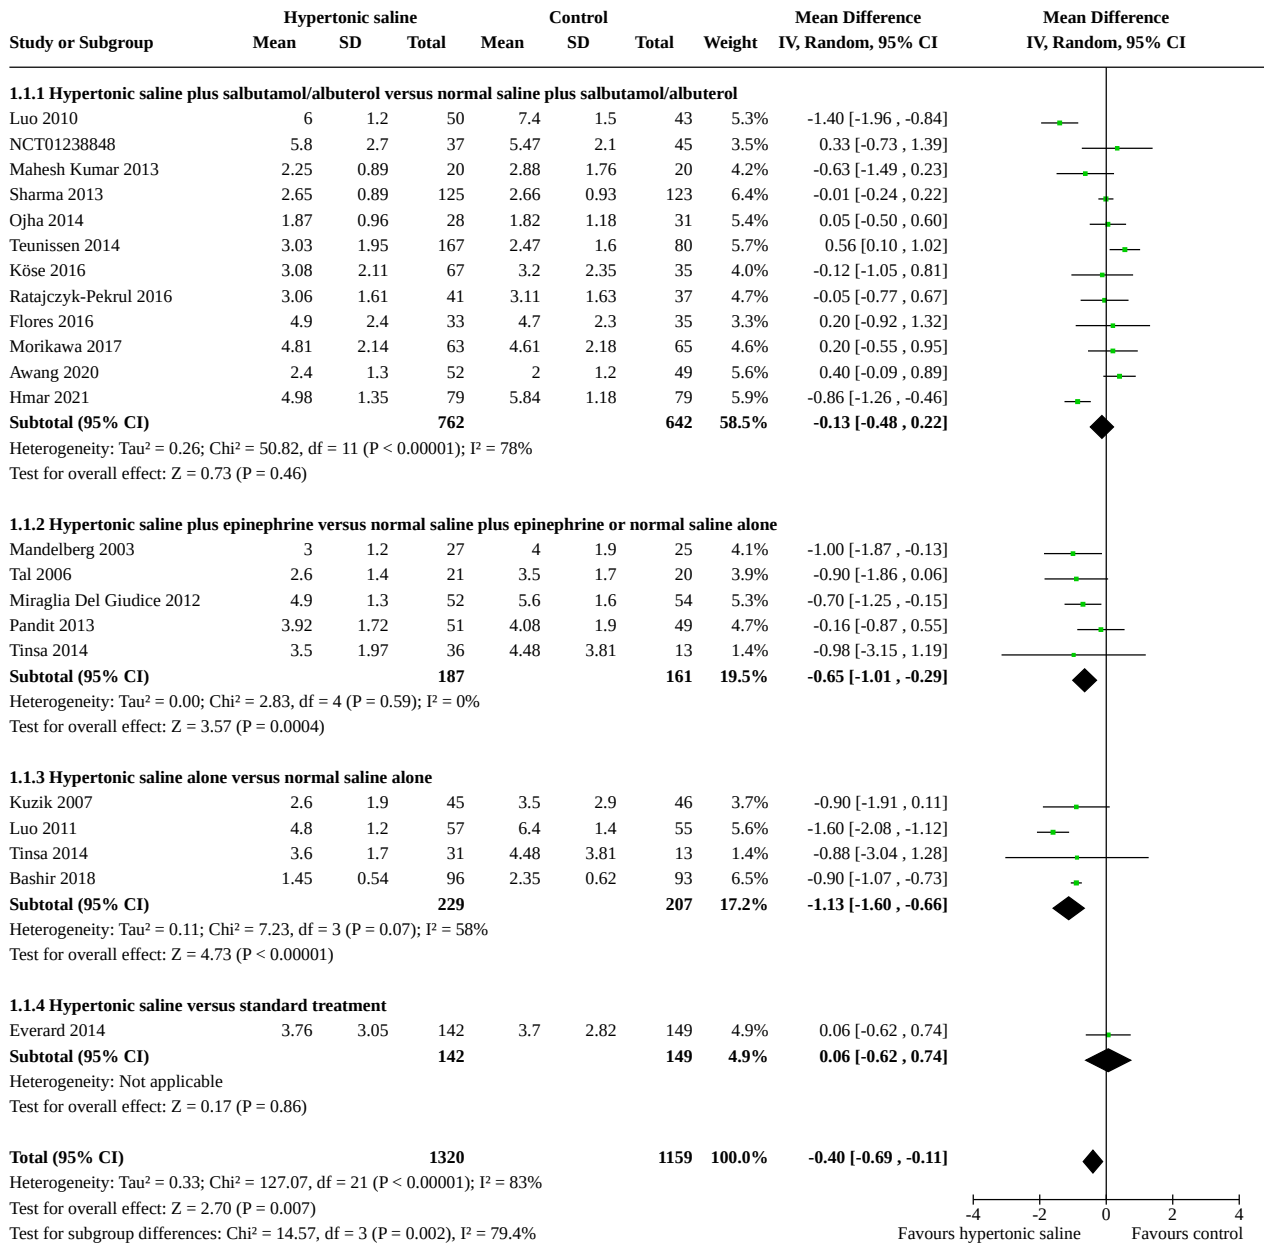 Hypertonic saline Control Mean Difference Mean Difference
Study or Subgroup Mean SD Total Mean SD Total Weight IV, Random, 95% CI IV, Random, 95% CI
1.1.1 Hypertonic saline plus salbutamol/albuterol versus normal saline plus salbutamol/albuterol
Luo 2010 6 1.2 50 7.4 1.5 43 5.3% -1.40 [-1.96 , -0.84]
NCT01238848 5.8 2.7 37 5.47 2.1 45 3.5% 0.33 [-0.73 , 1.39]
Mahesh Kumar 2013 2.25 0.89 20 2.88 1.76 20 4.2% -0.63 [-1.49 , 0.23]
Sharma 2013 2.65 0.89 125 2.66 0.93 123 6.4% -0.01 [-0.24 , 0.22]
Ojha 2014 1.87 0.96 28 1.82 1.18 31 5.4% 0.05 [-0.50 , 0.60]
Teunissen 2014 3.03 1.95 167 2.47 1.6 80 5.7% 0.56 [0.10 , 1.02]
Köse 2016 3.08 2.11 67 3.2 2.35 35 4.0% -0.12 [-1.05 , 0.81]
Ratajczyk-Pekrul 2016 3.06 1.61 41 3.11 1.63 37 4.7% -0.05 [-0.77 , 0.67]
Flores 2016 4.9 2.4 33 4.7 2.3 35 3.3% 0.20 [-0.92 , 1.32]
Morikawa 2017 4.81 2.14 63 4.61 2.18 65 4.6% 0.20 [-0.55 , 0.95]
Awang 2020 2.4 1.3 52 2 1.2 49 5.6% 0.40 [-0.09 , 0.89]
Hmar 2021 4.98 1.35 79 5.84 1.18 79 5.9% -0.86 [-1.26 , -0.46]
Subtotal (95% CI) 762 642 58.5% -0.13 [-0.48 , 0.22]
Heterogeneity: Tau² = 0.26; Chi² = 50.82, df = 11 (P < 0.00001); I² = 78%
Test for overall effect: Z = 0.73 (P = 0.46)
1.1.2 Hypertonic saline plus epinephrine versus normal saline plus epinephrine or normal saline alone
Mandelberg 2003 3 1.2 27 4 1.9 25 4.1% -1.00 [-1.87 , -0.13]
Tal 2006 2.6 1.4 21 3.5 1.7 20 3.9% -0.90 [-1.86 , 0.06]
Miraglia Del Giudice 2012 4.9 1.3 52 5.6 1.6 54 5.3% -0.70 [-1.25 , -0.15]
Pandit 2013 3.92 1.72 51 4.08 1.9 49 4.7% -0.16 [-0.87 , 0.55]
Tinsa 2014 3.5 1.97 36 4.48 3.81 13 1.4% -0.98 [-3.15 , 1.19]
Subtotal (95% CI) 187 161 19.5% -0.65 [-1.01 , -0.29]
Heterogeneity: Tau² = 0.00; Chi² = 2.83, df = 4 (P = 0.59); I² = 0%
Test for overall effect: Z = 3.57 (P = 0.0004)
1.1.3 Hypertonic saline alone versus normal saline alone
Kuzik 2007 2.6 1.9 45 3.5 2.9 46 3.7% -0.90 [-1.91 , 0.11]
Luo 2011 4.8 1.2 57 6.4 1.4 55 5.6% -1.60 [-2.08 , -1.12]
Tinsa 2014 3.6 1.7 31 4.48 3.81 13 1.4% -0.88 [-3.04 , 1.28]
Bashir 2018 1.45 0.54 96 2.35 0.62 93 6.5% -0.90 [-1.07 , -0.73]
Subtotal (95% CI) 229 207 17.2% -1.13 [-1.60 , -0.66]
Heterogeneity: Tau² = 0.11; Chi² = 7.23, df = 3 (P = 0.07); I² = 58%
Test for overall effect: Z = 4.73 (P < 0.00001)
1.1.4 Hypertonic saline versus standard treatment
Everard 2014 3.76 3.05 142 3.7 2.82 149 4.9% 0.06 [-0.62 , 0.74]
Subtotal (95% CI) 142 149 4.9% 0.06 [-0.62 , 0.74]
Heterogeneity: Not applicable
Test for overall effect: Z = 0.17 (P = 0.86)
Total (95% CI) 1320 1159 100.0% -0.40 [-0.69 , -0.11]
Heterogeneity: Tau² = 0.33; Chi² = 127.07, df = 21 (P < 0.00001); I² = 83%
Test for overall effect: Z = 2.70 (P = 0.007)
-4 -2 0 2 4
Test for subgroup differences: Chi² = 14.57, df = 3 (P = 0.002), I² = 79.4%
Favours hypertonic saline Favours control